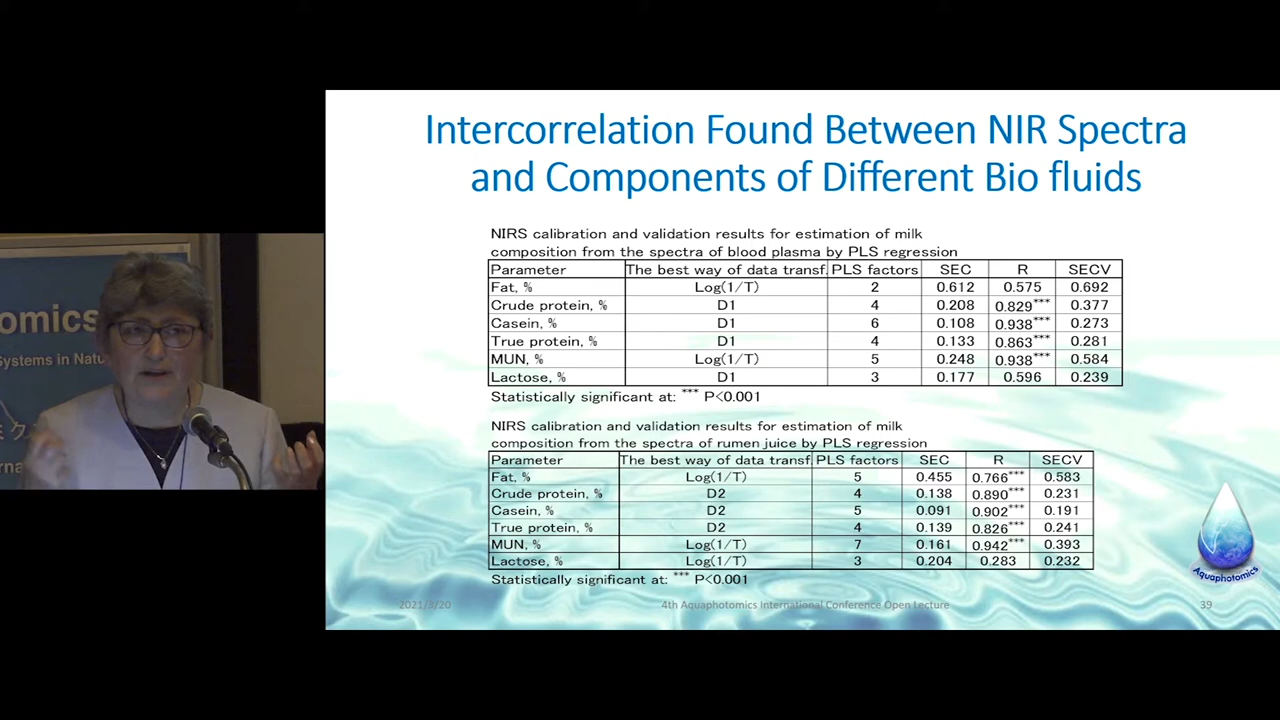 Intercorrelation Found Between NIR Spectra
and Components of Different Bio fluids
NIRS calibration and validation results for estimation of milk
composition from the spectra of blood plasma by PLS regression
Parameter The best way of data transf. PLS factors SEC R SECV
Fat, % Log(1/T) 2 0.612 0.575 0.692
Crude protein, % D1 4 0.208 0.829*** 0.377
Casein, % D1 6 0.108 0.938*** 0.273
True protein, % D1 4 0.133 0.863*** 0.281
MUN, % Log(1/T) 5 0.248 0.938*** 0.584
Lactose, % D1 3 0.177 0.596 0.239
Statistically significant at: *** P<0.001
NIRS calibration and validation results for estimation of milk
composition from the spectra of rumen juice by PLS regression
Parameter The best way of data transf. PLS factors SEC R SECV
Fat, % Log(1/T) 5 0.455 0.766*** 0.583
Crude protein, % D2 4 0.138 0.890*** 0.231
Casein, % D2 5 0.091 0.902*** 0.191
True protein, % D2 4 0.139 0.826*** 0.241
MUN, % Log(1/T) 7 0.161 0.942*** 0.393
Lactose, % Log(1/T) 3 0.204 0.283 0.232
Statistically significant at: *** P<0.001
Aquaphotomics
2021/3/20 4th Aquaphotomics International Conference Open Lecture 39
omics
Systems in Natu